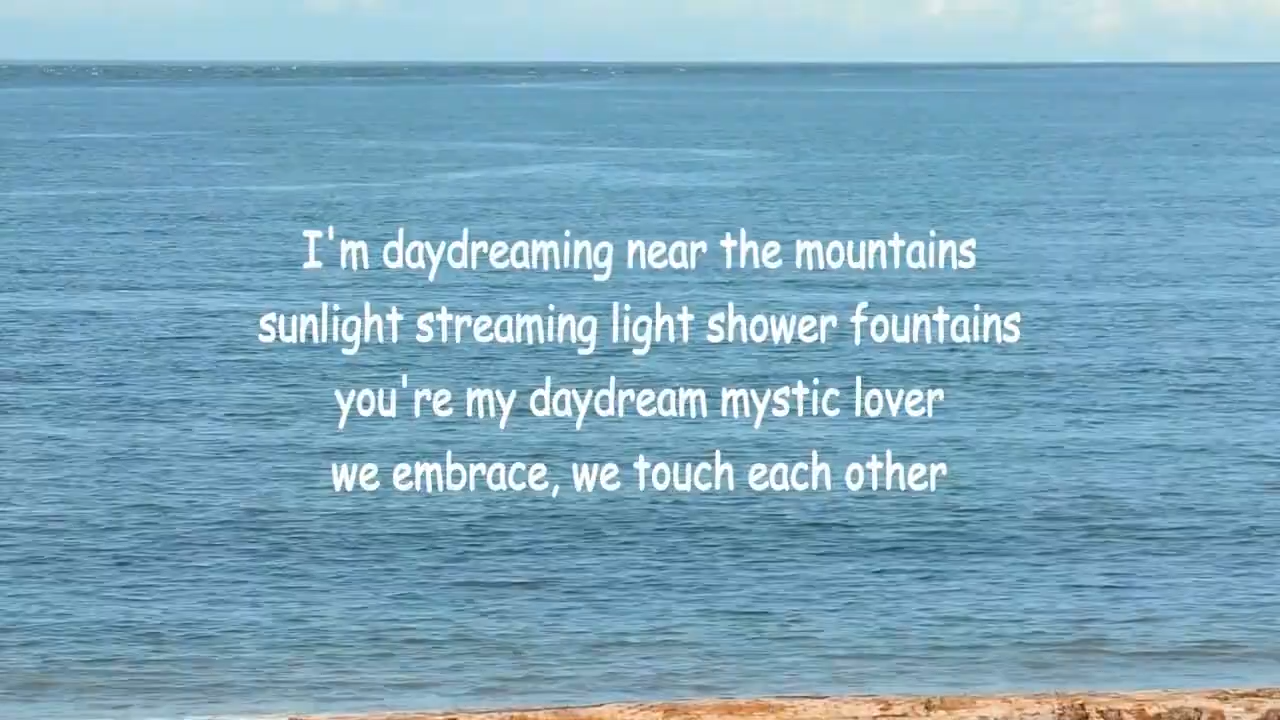 I'm daydreaming near the mountains
sunlight streaming light shower fountains
you're my daydream mystic lover
we embrace, we touch each other